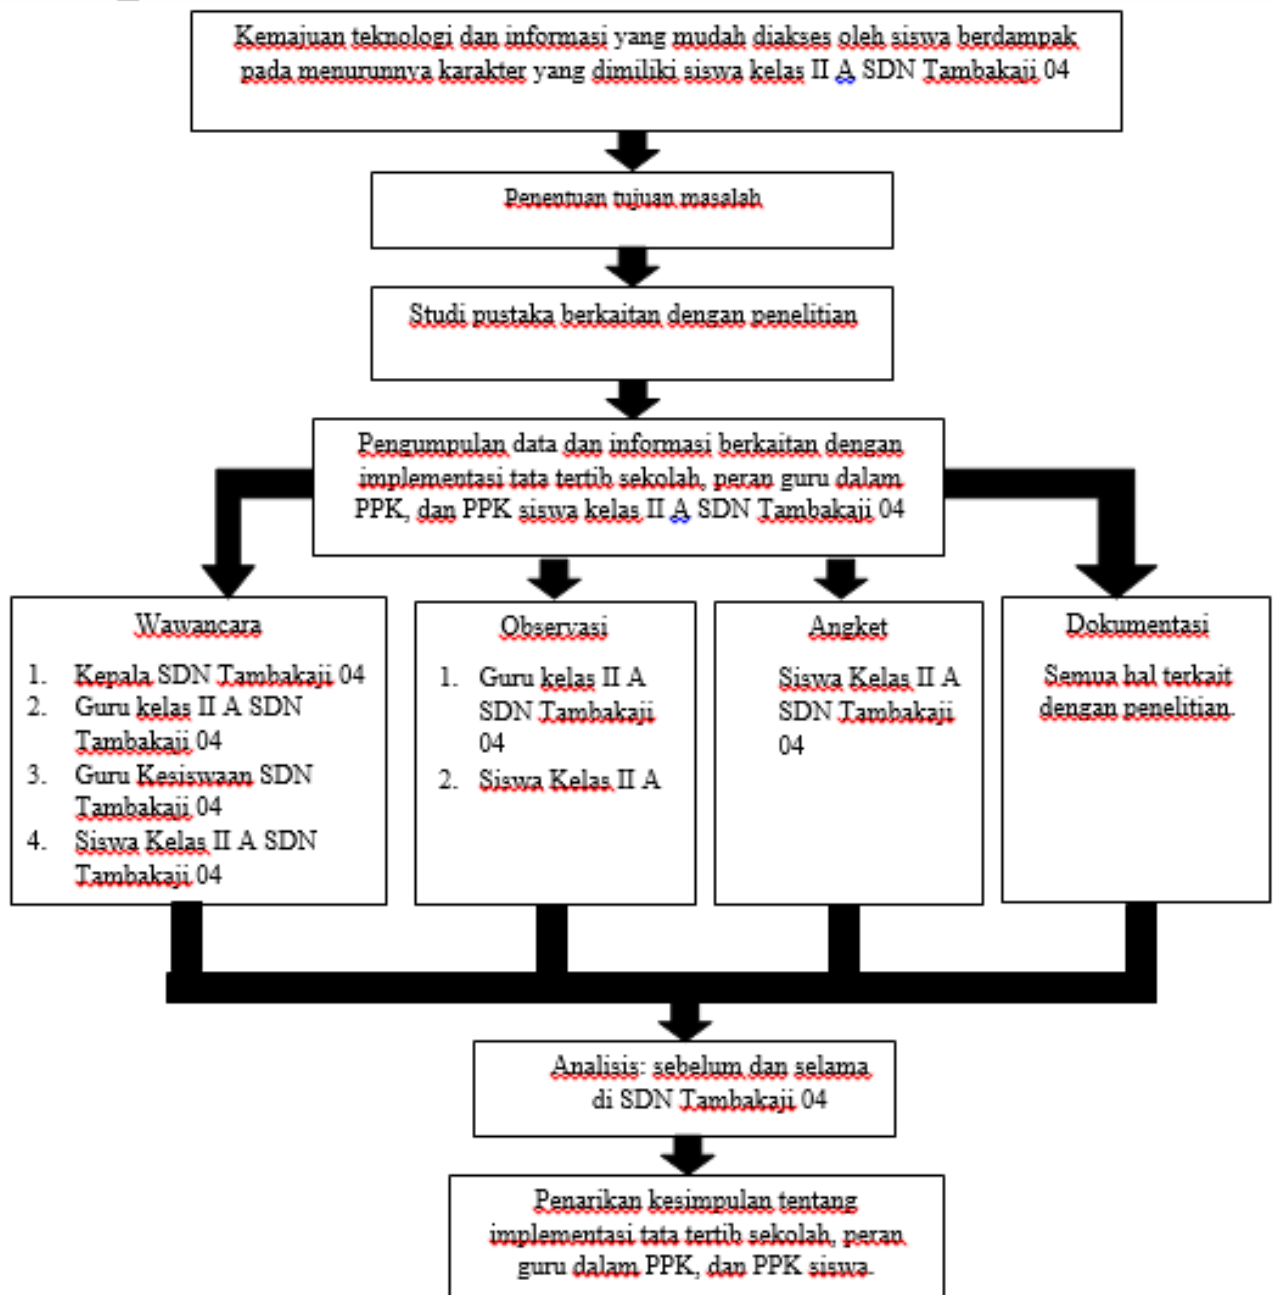 Kemajuan teknologi dan informasi yang mudah diakses oleh siswa berdampak
pada menurunnya karakter yang dimiliki siswa kelas II A SDN Tambakaji 04
Penentuan tujuan masalah
Studi pustaka berkaitan dengan penelitian
Pengumpulan data dan informasi berkaitan dengan
implementasi tata tertib sekolah, peran guru dalam
PPK, dan PPK siswa kelas II A SDN Tambakaji 04
Wawancara
1. Kepala SDN Tambakaji 04
2. Guru kelas II A SDN
Tambakaji 04
3. Guru Kesiswaan SDN
Tambakaji 04
4. Siswa Kelas II A SDN
Tambakaji 04
Observasi
1. Guru kelas II A
SDN Tambakaji
04
2. Siswa Kelas II A
Angket
Siswa Kelas II A
SDN Tambakaji
04
Dokumentasi
Semua hal terkait
dengan penelitian.
Analisis: sebelum dan selama
di SDN Tambakaji 04
Penarikan kesimpulan tentang
implementasi tata tertib sekolah, peran
guru dalam PPK, dan PPK siswa.